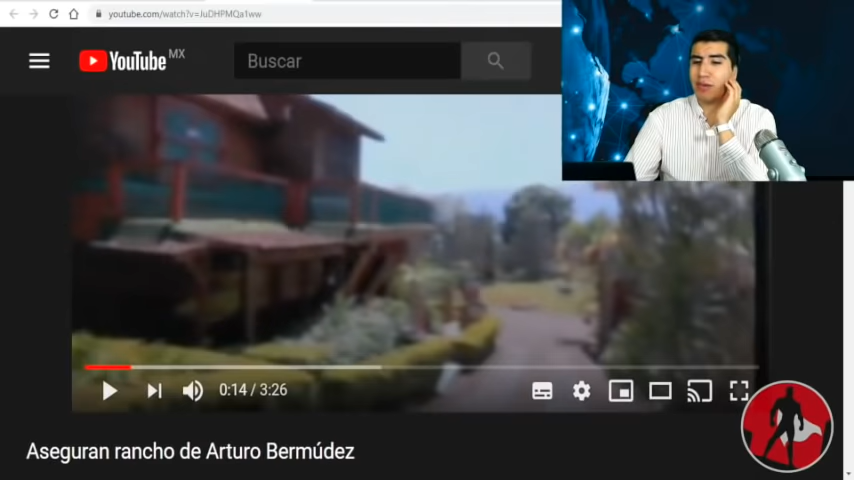 youtube.com/watch?v=JuDHPMQa1ww
YouTube MX
Buscar
0:14 / 3:26
Aseguran rancho de Arturo Bermúdez